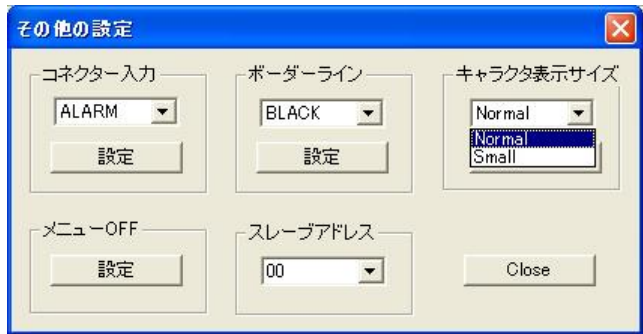 その他の設定
コネクター入力
ALARM
設定
ボーダーライン
BLACK
設定
キャラクタ表示サイズ
Normal
Normal
Small
メニューOFF
設定
スレーブアドレス
00
Close